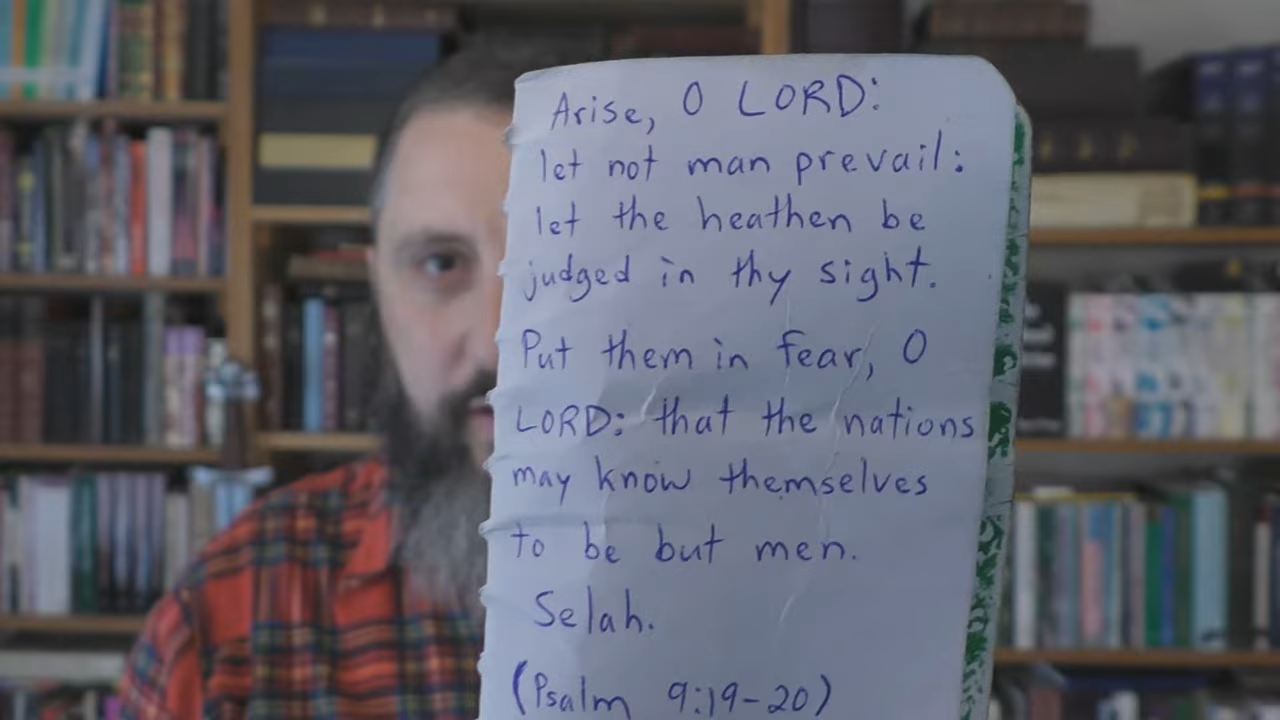 Arise, O LORD:
let not man prevail:
let the heathen be
judged in thy sight.
Put them in fear, O
LORD: that the nations
may know themselves
to be but men.
Selah.
(Psalm 9:19-20)